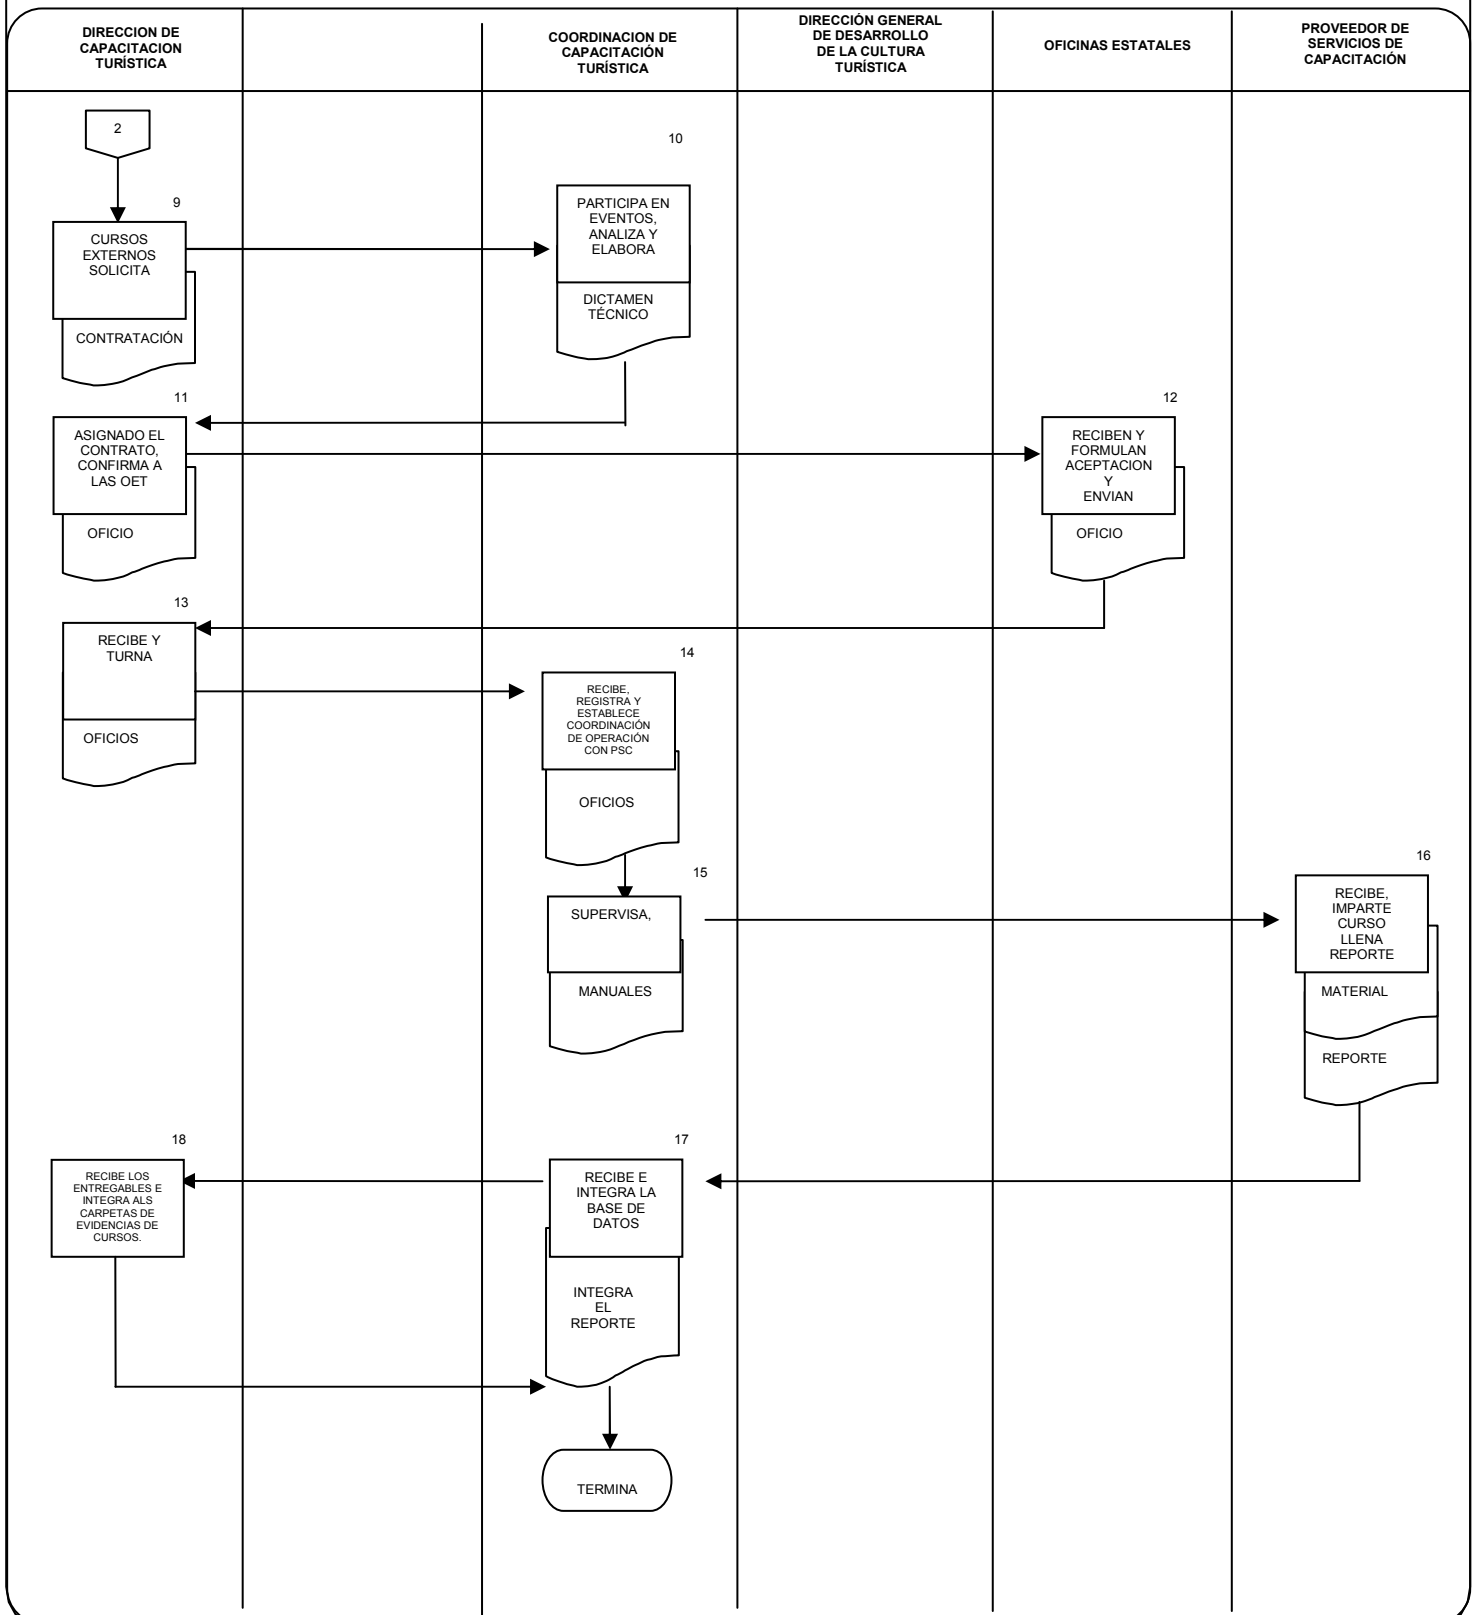 DIRECCION DE
CAPACITACION
TURÍSTICA
COORDINACION DE
CAPACITACIÓN
TURÍSTICA
DIRECCIÓN GENERAL
DE DESARROLLO
DE LA CULTURA
TURÍSTICA
OFICINAS ESTATALES
PROVEEDOR DE
SERVICIOS DE
CAPACITACIÓN
2
9
CURSOS
EXTERNOS
SOLICITA
CONTRATACIÓN
10
PARTICIPA EN
EVENTOS,
ANALIZA Y
ELABORA
DICTAMEN
TÉCNICO
11
ASIGNADO EL
CONTRATO,
CONFIRMA A
LAS OET
OFICIO
12
RECIBEN Y
FORMULAN
ACEPTACION
Y
ENVIAN
OFICIO
13
RECIBE Y
TURNA
OFICIOS
14
RECIBE,
REGISTRA Y
ESTABLECE
COORDINACIÓN
DE OPERACIÓN
CON PSC
OFICIOS
15
SUPERVISA,
MANUALES
16
RECIBE,
IMPARTE
CURSO
LLENA
REPORTE
MATERIAL
REPORTE
17
RECIBE E
INTEGRA LA
BASE DE
DATOS
INTEGRA
EL
REPORTE
18
RECIBE LOS
ENTREGABLES E
INTEGRA ALS
CARPETAS DE
EVIDENCIAS DE
CURSOS.
TERMINA